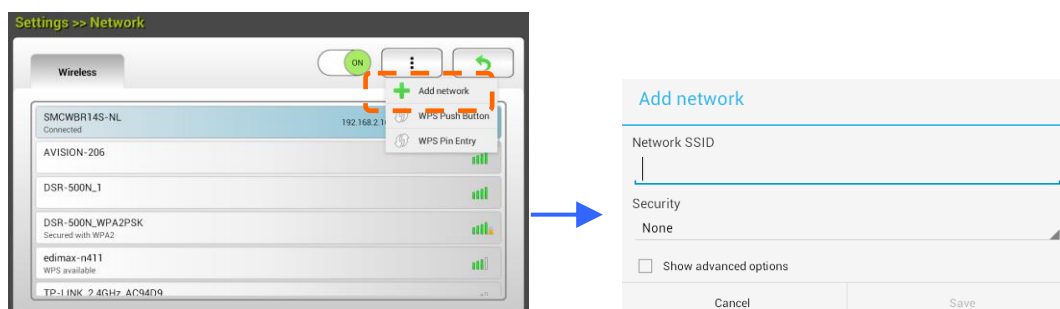 Settings >> Network
ON
Wireless
Add network
WPS Push Button
WPS Pin Entry
SMCWBR14S-NL
Connected
192.168.2.1
AVISION-206
DSR-500N_1
DSR-500N_WPA2PSK
Secured with WPA2
edimax-n411
WPS available
TP-LINK_2.4GHz_AC94D9
Add network
Network SSID
Security
None
Show advanced options
Cancel
Save